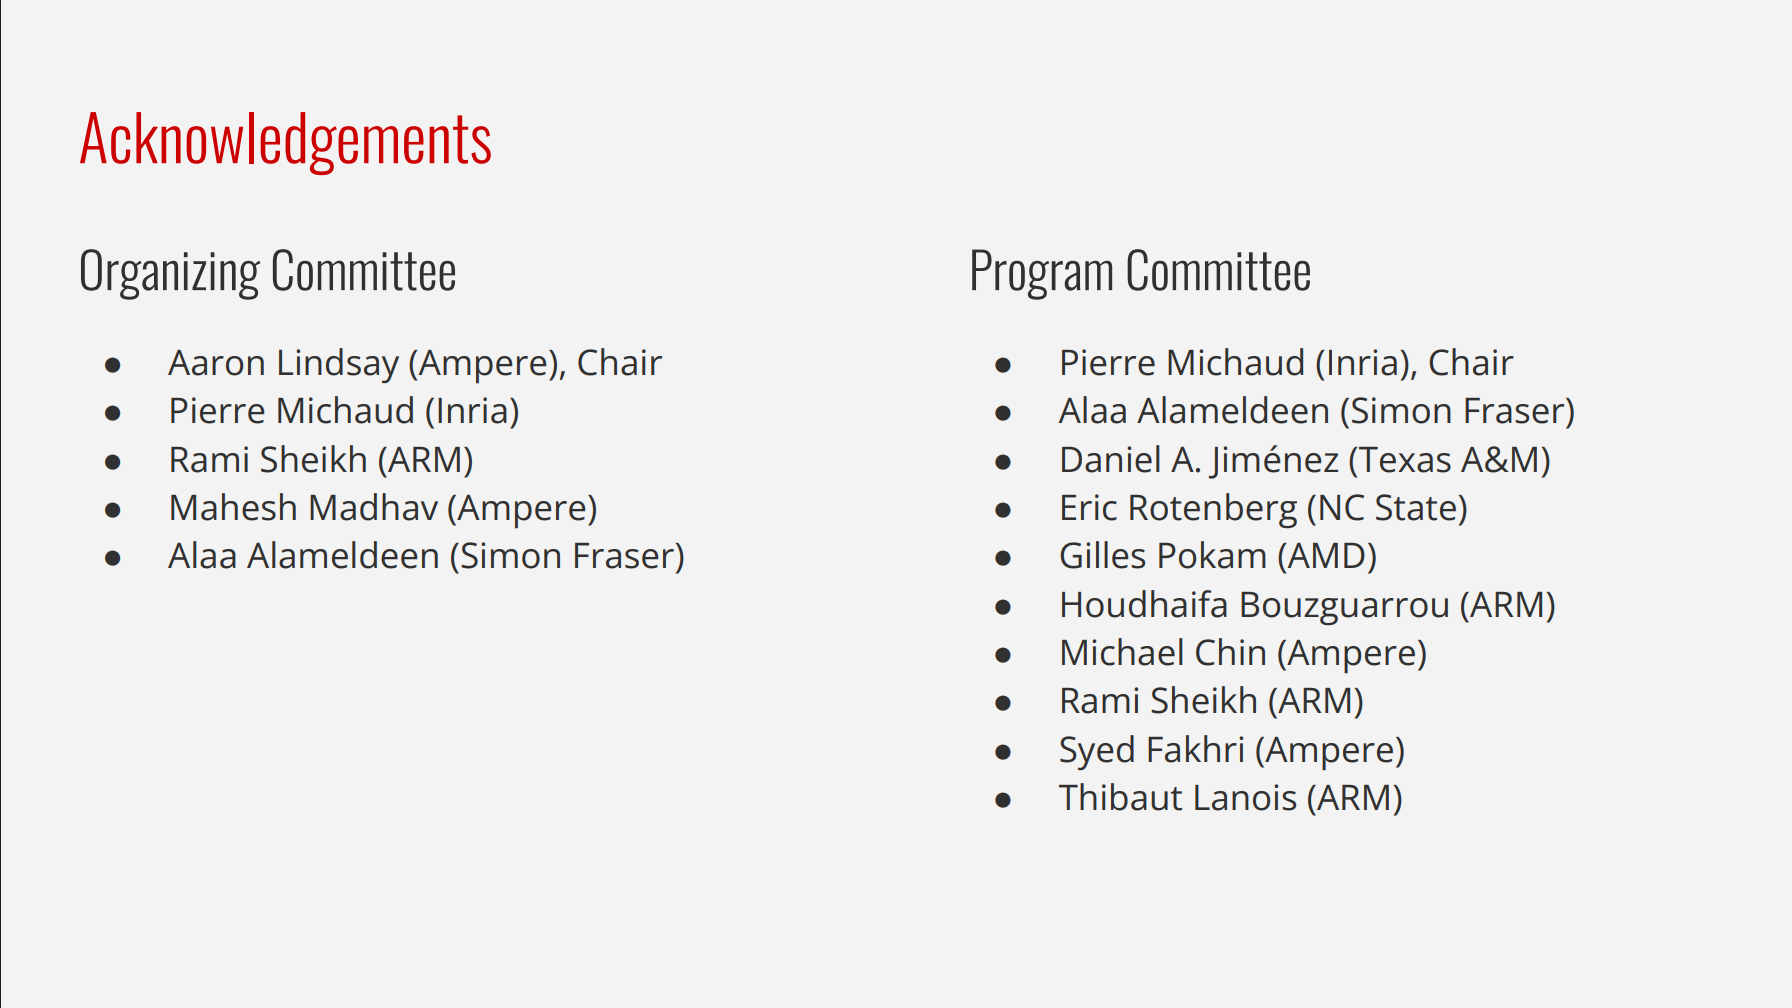 Acknowledgements
Organizing Committee
● Aaron Lindsay (Ampere), Chair
● Pierre Michaud (Inria)
● Rami Sheikh (ARM)
● Mahesh Madhav (Ampere)
● Alaa Alameldeen (Simon Fraser)
Program Committee
● Pierre Michaud (Inria), Chair
● Alaa Alameldeen (Simon Fraser)
● Daniel A. Jiménez (Texas A&M)
● Eric Rotenberg (NC State)
● Gilles Pokam (AMD)
● Houdhaifa Bouzguarrou (ARM)
● Michael Chin (Ampere)
● Rami Sheikh (ARM)
● Syed Fakhri (Ampere)
● Thibaut Lanois (ARM)